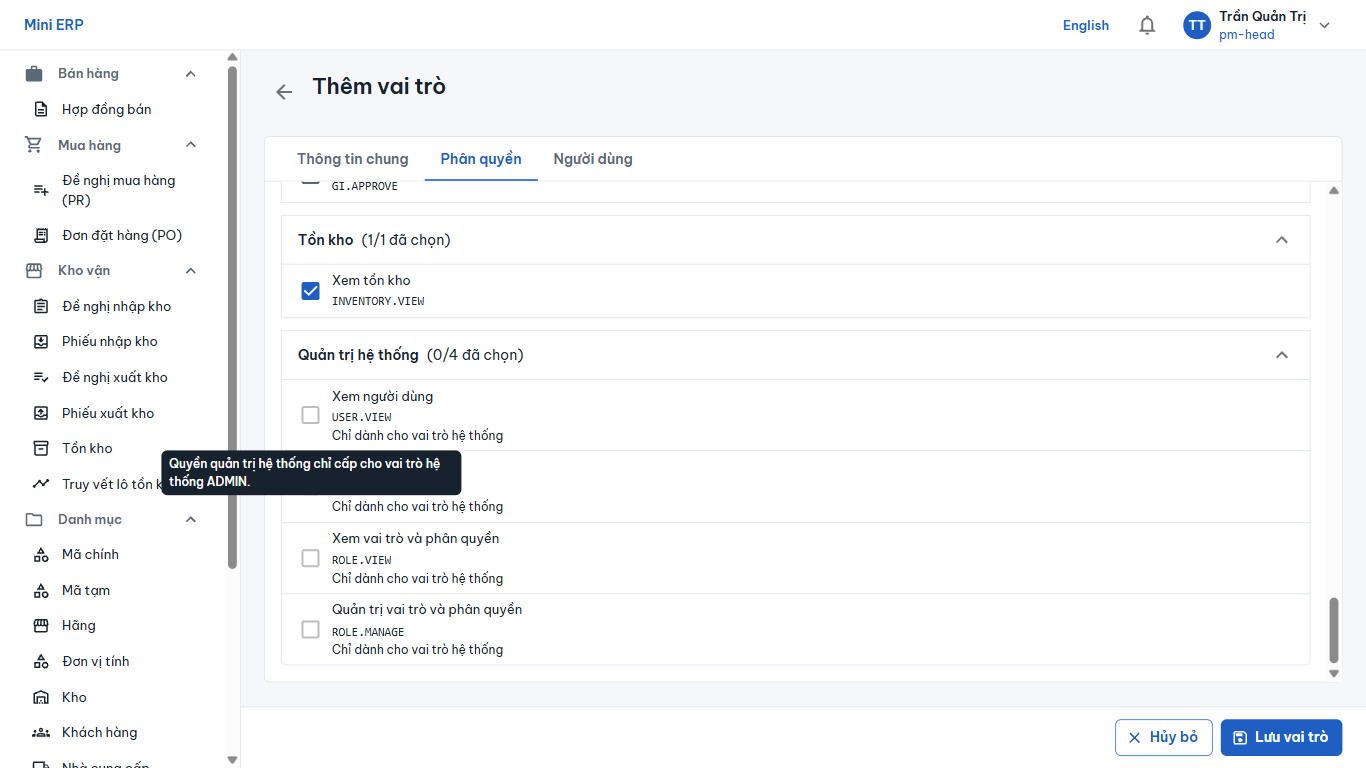 Mini ERP
English
TT
Trần Quản Trị
pm-head
Bán hàng
Hợp đồng bán
Mua hàng
Đề nghị mua hàng
(PR)
Đơn đặt hàng (PO)
Kho vận
Đề nghị nhập kho
Phiếu nhập kho
Đề nghị xuất kho
Phiếu xuất kho
Tồn kho
Truy vết lô tồn
Danh mục
Mã chính
Mã tạm
Hãng
Đơn vị tính
Kho
Khách hàng
Nhà cung cấp
Thêm vai trò
Thông tin chung
Phân quyền
Người dùng
GI.APPROVE
Tồn kho (1/1 đã chọn)
Xem tồn kho
INVENTORY.VIEW
Quản trị hệ thống (0/4 đã chọn)
Xem người dùng
USER.VIEW
Chỉ dành cho vai trò hệ thống
Quyền quản trị hệ thống chỉ cấp cho vai trò hệ
thống ADMIN.
Chỉ dành cho vai trò hệ thống
Xem vai trò và phân quyền
ROLE.VIEW
Chỉ dành cho vai trò hệ thống
Quản trị vai trò và phân quyền
ROLE.MANAGE
Chỉ dành cho vai trò hệ thống
Hủy bỏ
Lưu vai trò